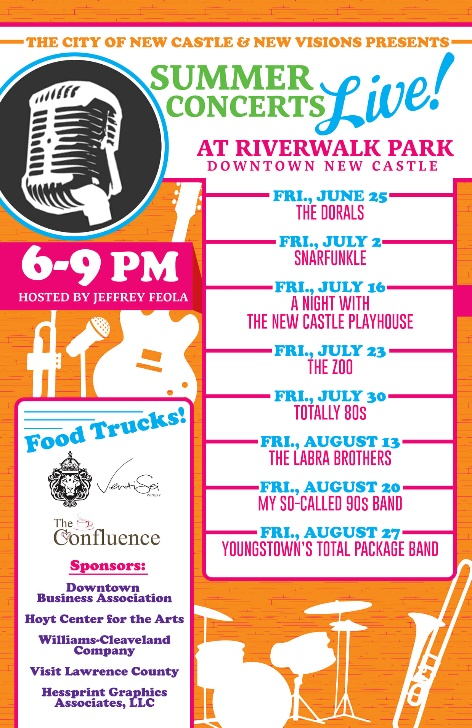 THE CITY OF NEW CASTLE & NEW VISIONS PRESENTS
SUMMER
CONCERTS
Live!
AT RIVERWALK PARK
DOWNTOWN NEW CASTLE
6-9 PM
HOSTED BY JEFFREY FEOLA
FRI., JUNE 25
THE DORALS
FRI., JULY 2
SNARFUNKLE
FRI., JULY 16
A NIGHT WITH
THE NEW CASTLE PLAYHOUSE
FRI., JULY 23
THE ZOO
FRI., JULY 30
TOTALLY 80s
FRI., AUGUST 13
THE LABRA BROTHERS
FRI., AUGUST 20
MY SO-CALLED 90s BAND
FRI., AUGUST 27
YOUNGSTOWN'S TOTAL PACKAGE BAND
Food Trucks!
The
Confluence
Sponsors:
Downtown
Business Association
Hoyt Center for the Arts
Williams-Cleaveland
Company
Visit Lawrence County
Hessprint Graphics
Associates, LLC